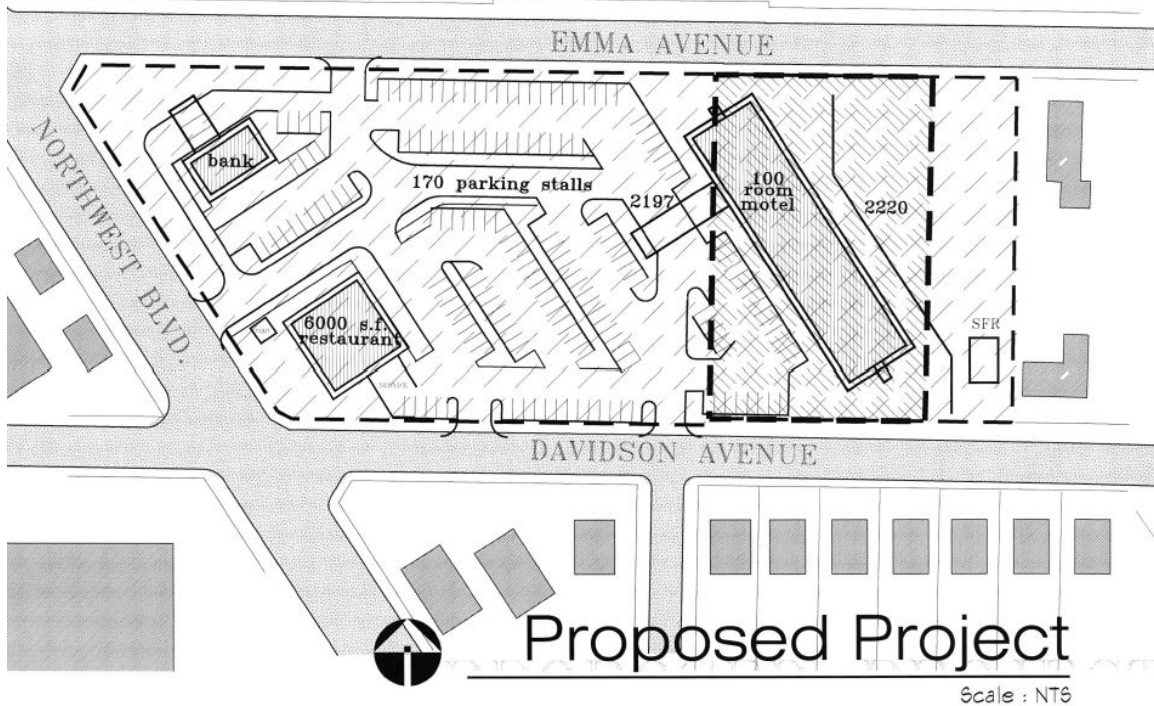 EMMA AVENUE
NORTHWEST BLVD.
bank
170 parking stalls
2197
100
room
motel
2220
6000 s.f.
restaurant
SERVICE
SFR
DAVIDSON AVENUE
Proposed Project
Scale : NTS